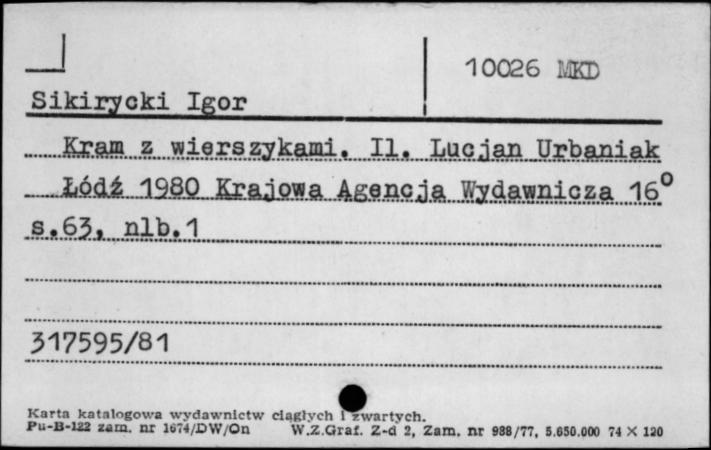 10026 MKD
Sikirycki Igor
Kram z wierszykami. Il. Lucjan Urbaniak
Łódź 1980 Krajowa Agencja Wydawnicza 16°
s.63, nlb.1
317595/81
Karta katalogowa wydawnictw ciągłych i zwartych.
Pu-B-122 zam. nr 1674/DW/On W.Z.Graf. Z-d 2, Zam. nr 988/77, 5.650.000 74 × 120